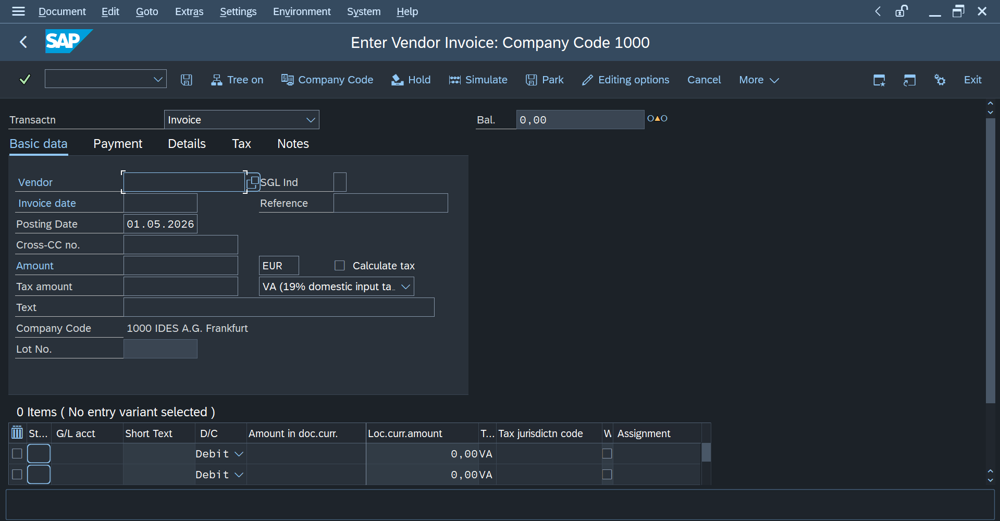 Document Edit Goto Extras Settings Environment System Help
SAP Enter Vendor Invoice: Company Code 1000
Tree on Company Code Hold Simulate Park Editing options Cancel More Exit
Transactn Invoice Bal. 0,00
Basic data Payment Details Tax Notes
Vendor SGL Ind
Invoice date Reference
Posting Date 01.05.2026
Cross-CC no.
Amount EUR Calculate tax
Tax amount VA (19% domestic input ta...
Text
Company Code 1000 IDES A.G. Frankfurt
Lot No.
0 Items ( No entry variant selected )
St... G/L acct Short Text D/C Amount in doc.curr. Loc.curr.amount T... Tax jurisdictn code W Assignment
Debit 0,00 VA
Debit 0,00 VA